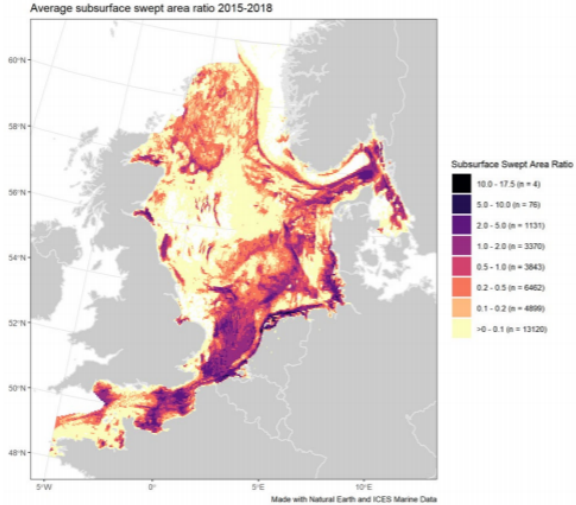 Average subsurface swept area ratio 2015-2018
60°N
58°N
56°N
54°N
52°N
50°N
48°N
5°W
0°
5°E
10°E
Subsurface Swept Area Ratio
10.0 - 17.5 (n = 4)
5.0 - 10.0 (n = 76)
2.0 - 5.0 (n = 1131)
1.0 - 2.0 (n = 3370)
0.5 - 1.0 (n = 3843)
0.2 - 0.5 (n = 6462)
0.1 - 0.2 (n = 4899)
>0 - 0.1 (n = 13120)
Made with Natural Earth and ICES Marine Data